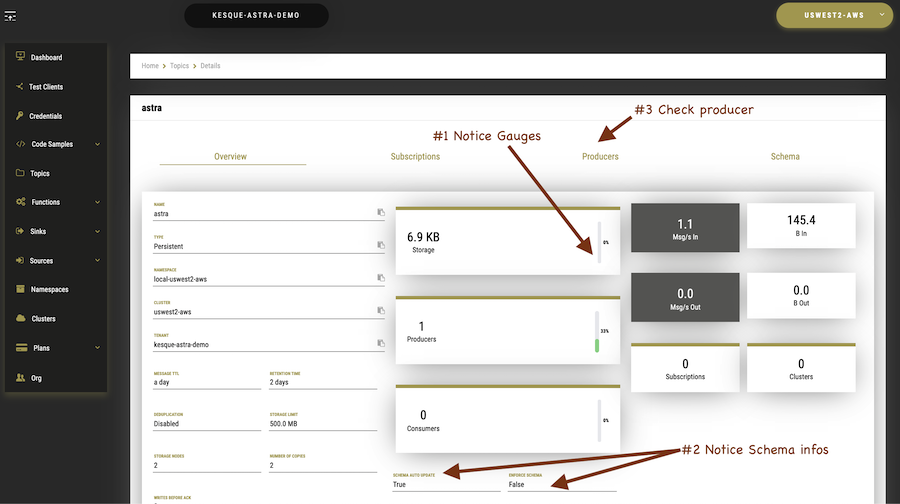 KESQUE-ASTRA-DEMO
USWEST2-AWS
Dashboard
Test Clients
Credentials
Code Samples
Topics
Functions
Sinks
Sources
Namespaces
Clusters
Plans
Org
Home > Topics > Details
astra
#3 Check producer
#1 Notice Gauges
Overview Subscriptions Producers Schema
NAME
astra
TYPE
Persistent
NAMESPACE
local-uswest2-aws
CLUSTER
uswest2-aws
TENANT
kesque-astra-demo
MESSAGE TTL RETENTION TIME
a day 2 days
DEDUPLICATION STORAGE LIMIT
Disabled 500.0 MB
STORAGE NODES NUMBER OF COPIES
2 2
WRITES BEFORE ACK
6.9 KB
Storage
0%
1
Producers
33%
0
Consumers
0%
1.1
Msg/s In
145.4
B In
0.0
Msg/s Out
0.0
B Out
0
Subscriptions
0
Clusters
#2 Notice Schema infos
SCHEMA AUTO UPDATE ENFORCE SCHEMA
True False